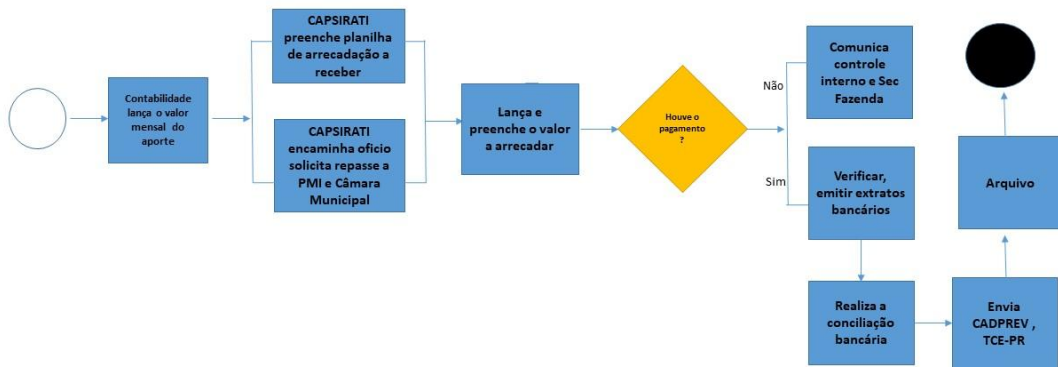 Contabilidade
lança o valor
mensal do
aporte
CAPSIRATI
preenche planilha
de arrecadação a
receber
CAPSIRATI
encaminha oficio
solicita repasse a
PMI e Câmara
Municipal
Lança e
preenche o valor
a arrecadar
Houve o
pagamento
?
Não
Comunica
controle
interno e Sec
Fazenda
Sim
Verificar,
emitir extratos
bancários
Realiza a
conciliação
bancária
Envia
CADPREV ,
TCE-PR
Arquivo